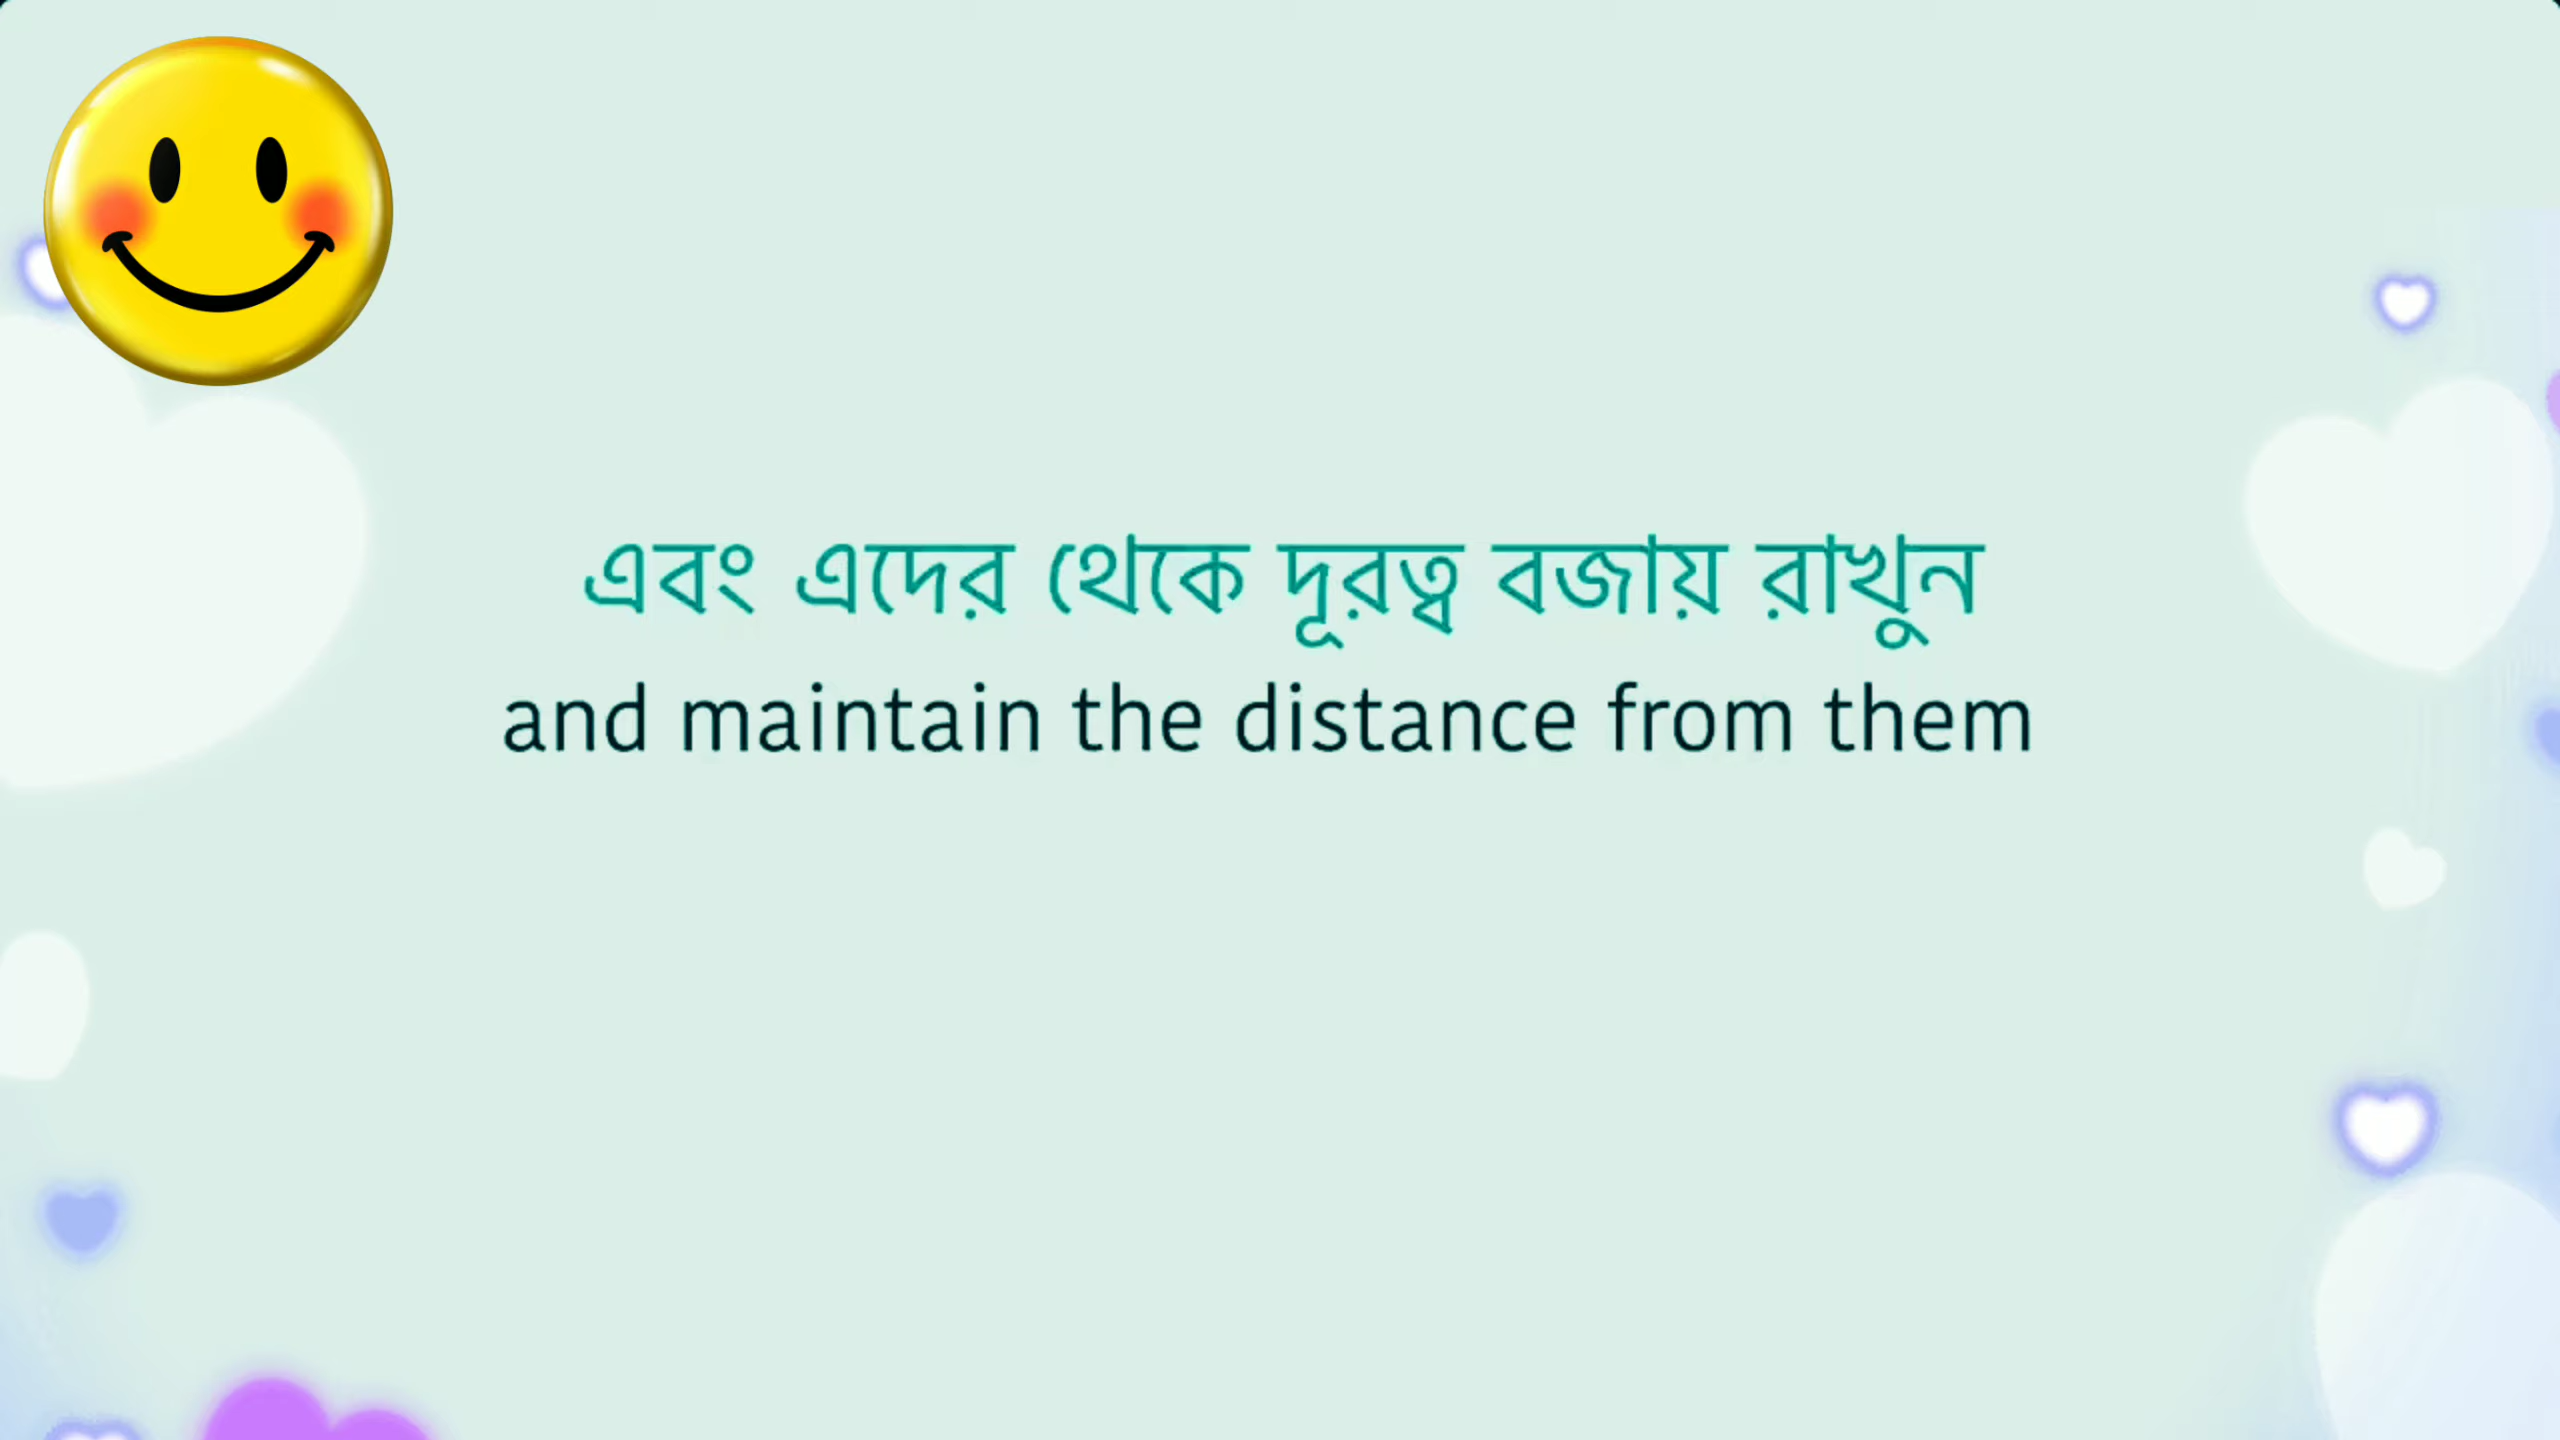 এবং এদের থেকে দূরত্ব বজায় রাখুন
and maintain the distance from them